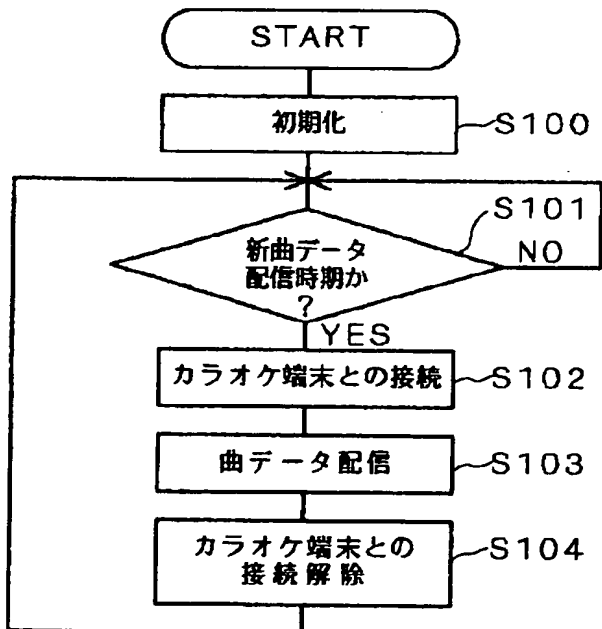 START
初期化
S100
S101
新曲データ
配信時期か
?
NO
YES
カラオケ端末との接続
S102
曲データ配信
S103
カラオケ端末との
接続解除
S104